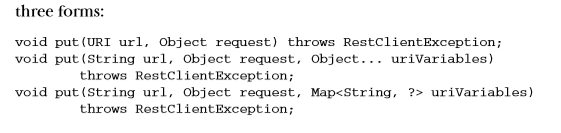 three forms:
void put(URI url, Object request) throws RestClientException;
void put(String url, Object request, Object... uriVariables)
        throws RestClientException;
void put(String url, Object request, Map<String, ?> uriVariables)
        throws RestClientException;